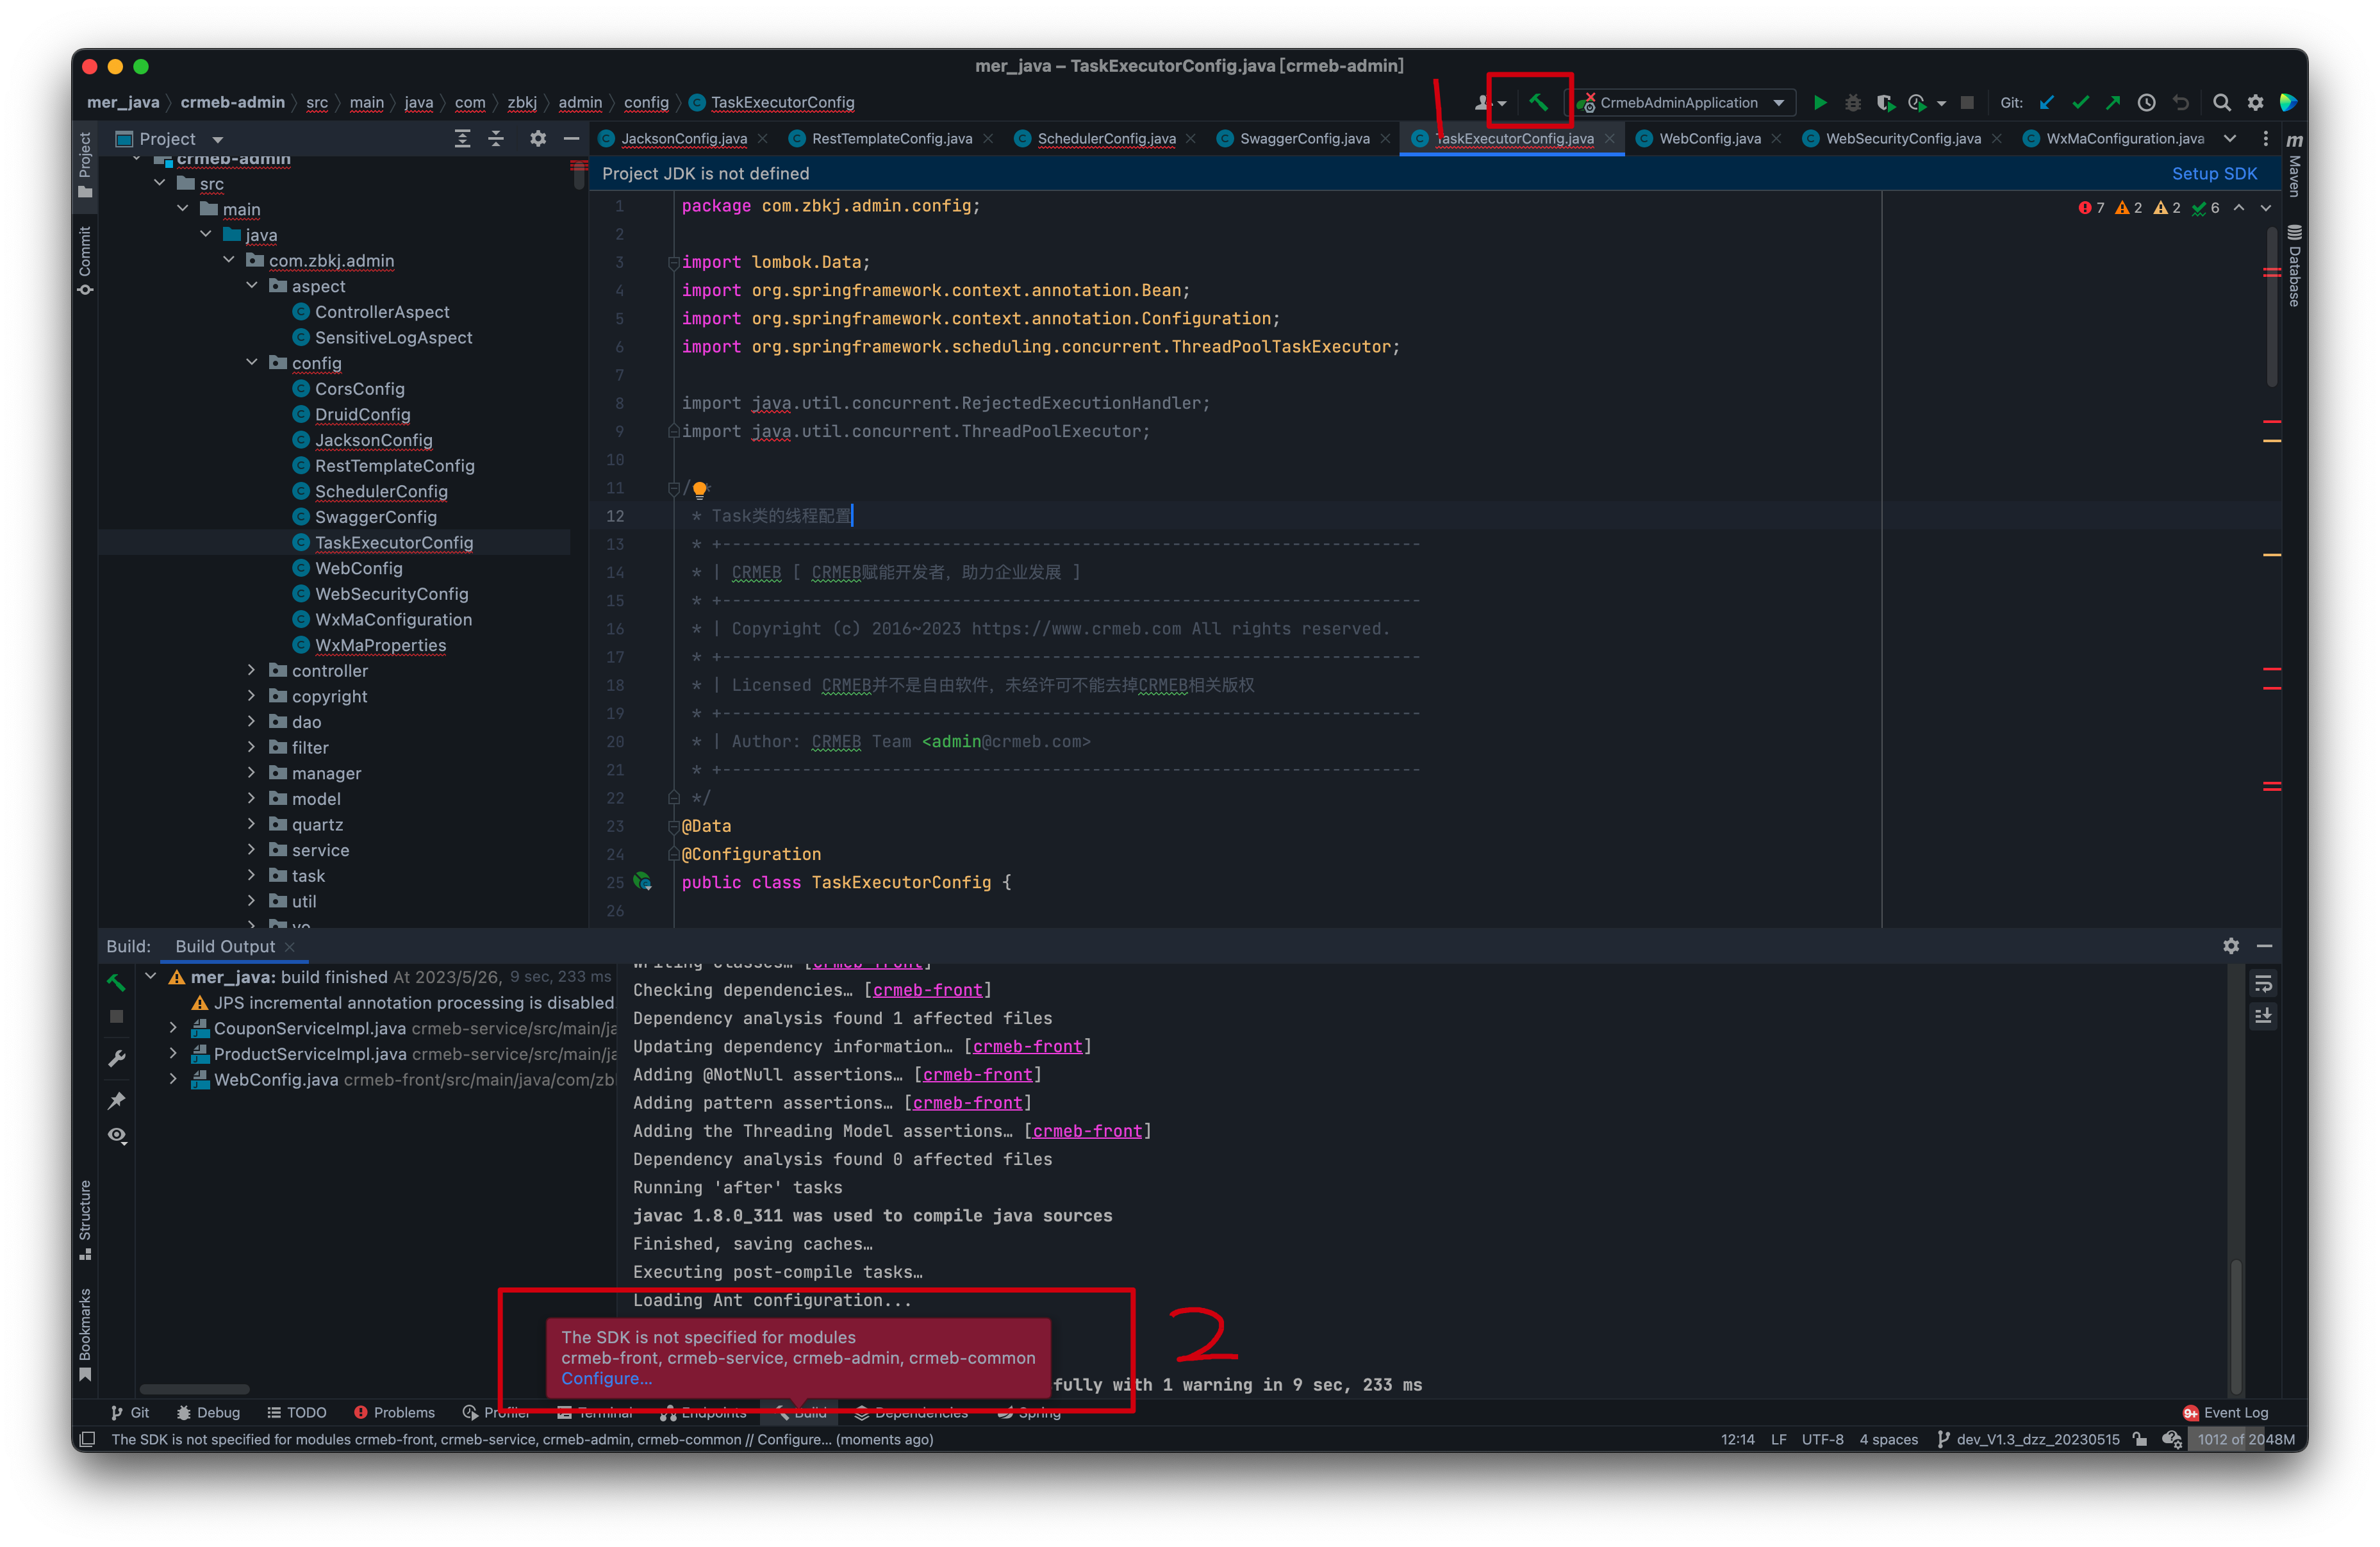 mer_java – TaskExecutorConfig.java [crmeb-admin]
mer_java crmeb-admin src main java com zbkj admin config TaskExecutorConfig
CrmebAdminApplication
Git:
Project
JacksonConfig.java
RestTemplateConfig.java
SchedulerConfig.java
SwaggerConfig.java
TaskExecutorConfig.java
WebConfig.java
WebSecurityConfig.java
WxMaConfiguration.java
Project JDK is not defined
Setup SDK
7 2 2 6
Project
Commit
Structure
Bookmarks
Maven
Database
crmeb-admin
src
main
java
com.zbkj.admin
aspect
ControllerAspect
SensitiveLogAspect
config
CorsConfig
DruidConfig
JacksonConfig
RestTemplateConfig
SchedulerConfig
SwaggerConfig
TaskExecutorConfig
WebConfig
WebSecurityConfig
WxMaConfiguration
WxMaProperties
controller
copyright
dao
filter
manager
model
quartz
service
task
util
vo
1 package com.zbkj.admin.config;
2
3 import lombok.Data;
4 import org.springframework.context.annotation.Bean;
5 import org.springframework.context.annotation.Configuration;
6 import org.springframework.scheduling.concurrent.ThreadPoolTaskExecutor;
7
8 import java.util.concurrent.RejectedExecutionHandler;
9 import java.util.concurrent.ThreadPoolExecutor;
10
11 /**
12 * Task类的线程配置
13 * +----------------------------------------------------------------------
14 * | CRMEB [ CRMEB赋能开发者，助力企业发展 ]
15 * +----------------------------------------------------------------------
16 * | Copyright (c) 2016~2023 https://www.crmeb.com All rights reserved.
17 * +----------------------------------------------------------------------
18 * | Licensed CRMEB并不是自由软件，未经许可不能去掉CRMEB相关版权
19 * +----------------------------------------------------------------------
20 * | Author: CRMEB Team <admin@crmeb.com>
21 * +----------------------------------------------------------------------
22 */
23 @Data
24 @Configuration
25 public class TaskExecutorConfig {
26
Build: Build Output
mer_java: build finished At 2023/5/26, 9 sec, 233 ms
JPS incremental annotation processing is disabled.
CouponServiceImpl.java crmeb-service/src/main/ja
ProductServiceImpl.java crmeb-service/src/main/ja
WebConfig.java crmeb-front/src/main/java/com/zb
Writing classes… [crmeb-front]
Checking dependencies… [crmeb-front]
Dependency analysis found 1 affected files
Updating dependency information… [crmeb-front]
Adding @NotNull assertions… [crmeb-front]
Adding pattern assertions… [crmeb-front]
Adding the Threading Model assertions… [crmeb-front]
Dependency analysis found 0 affected files
Running 'after' tasks
javac 1.8.0_311 was used to compile java sources
Finished, saving caches…
Executing post-compile tasks…
Loading Ant configuration...
The SDK is not specified for modules
crmeb-front, crmeb-service, crmeb-admin, crmeb-common
Configure...
2
fully with 1 warning in 9 sec, 233 ms
Git Debug TODO Problems Profiler Terminal Endpoints Build Dependencies Spring
9+ Event Log
The SDK is not specified for modules crmeb-front, crmeb-service, crmeb-admin, crmeb-common // Configure... (moments ago)
12:14 LF UTF-8 4 spaces dev_V1.3_dzz_20230515 1012 of 2048M